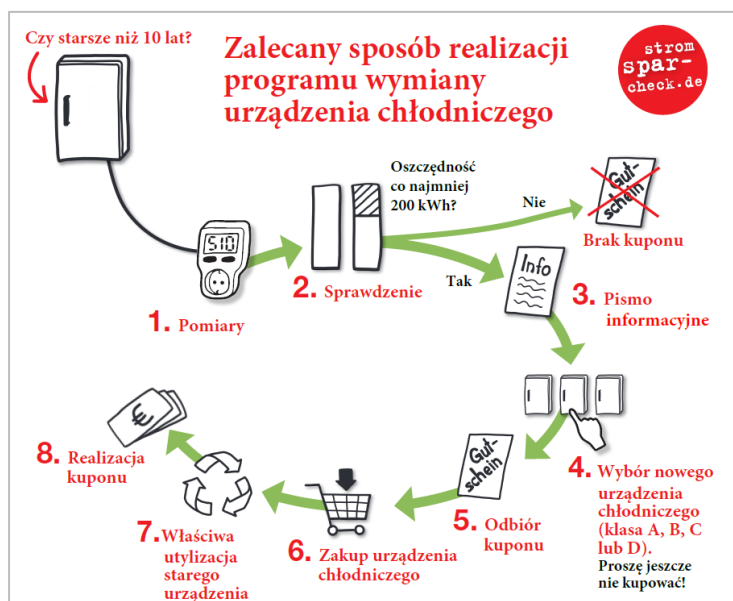 Czy starsze niż 10 lat?
Zalecany sposób realizacji
programu wymiany
urządzenia chłodniczego
strom
spar-
check.de
Oszczędność
co najmniej
200 kWh?
Nie
Gut-
schein
Brak kuponu
510
1. Pomiary
2. Sprawdzenie
Tak
Info
3. Pismo
informacyjne
4. Wybór nowego
urządzenia
chłodniczego
(klasa A, B, C
lub D).
Proszę jeszcze
nie kupować!
Gut-
schein
5. Odbiór
kuponu
6. Zakup urządzenia
chłodniczego
7. Właściwa
utylizacja
starego
urządzenia
€
8. Realizacja
kuponu